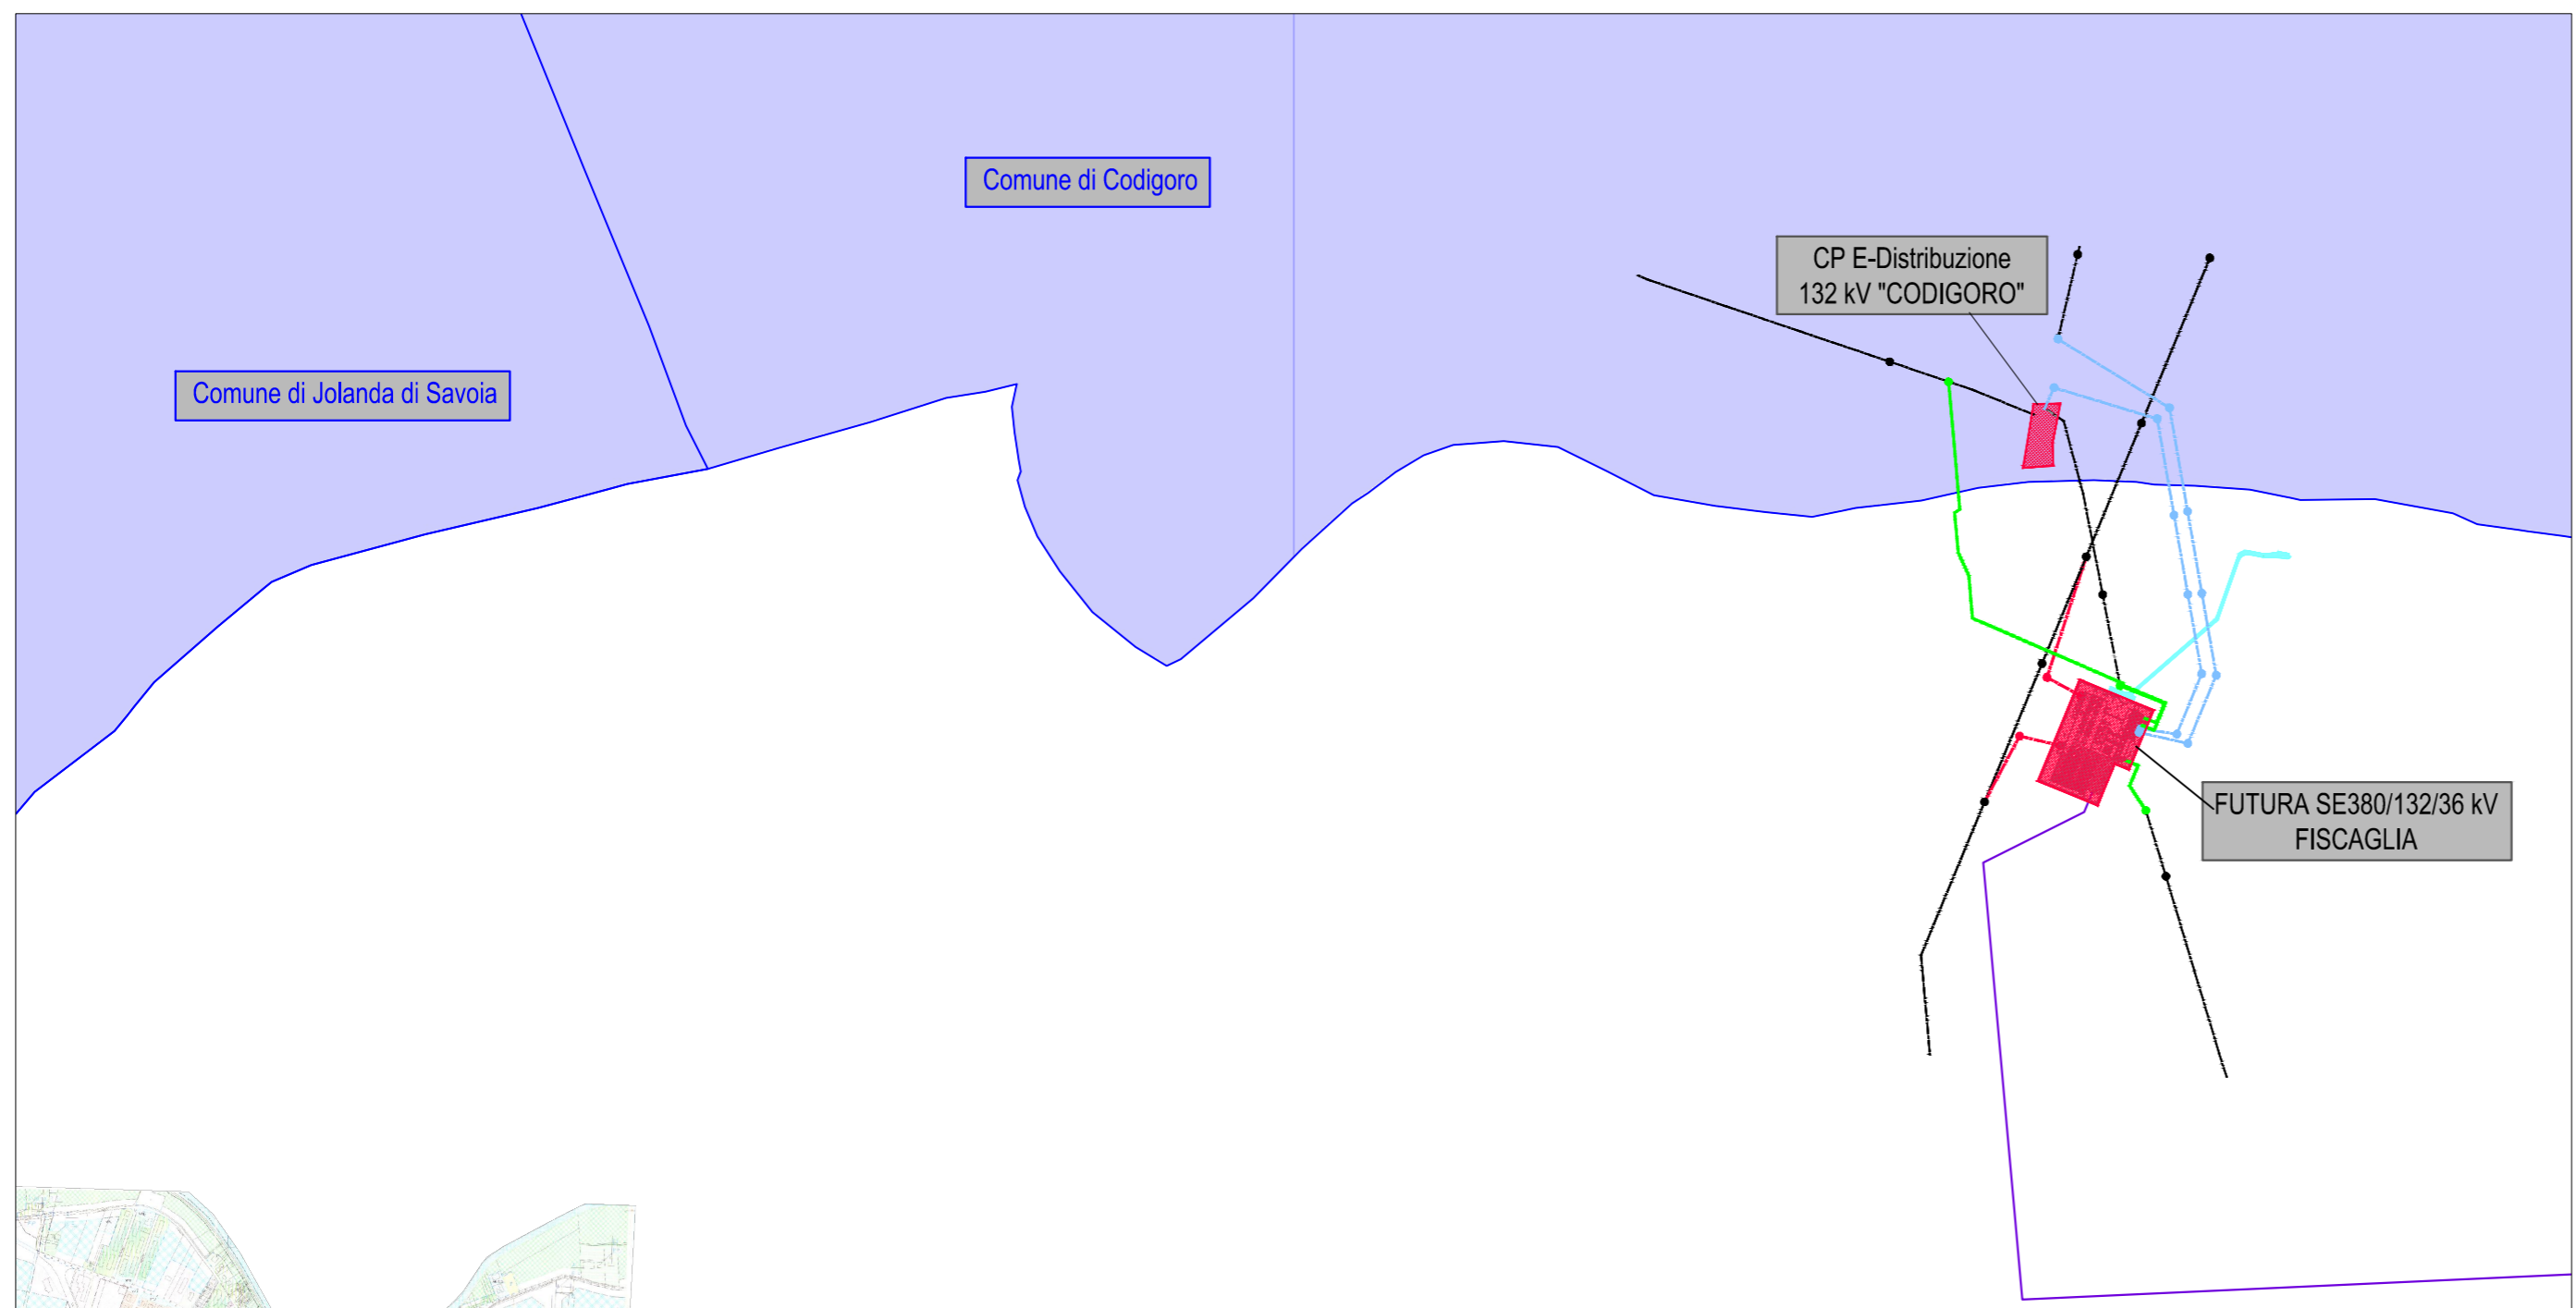 Comune di Codigoro
CP E-Distribuzione
132 kV "CODIGORO"
Comune di Jolanda di Savoia
FUTURA SE380/132/36 kV
FISCAGLIA